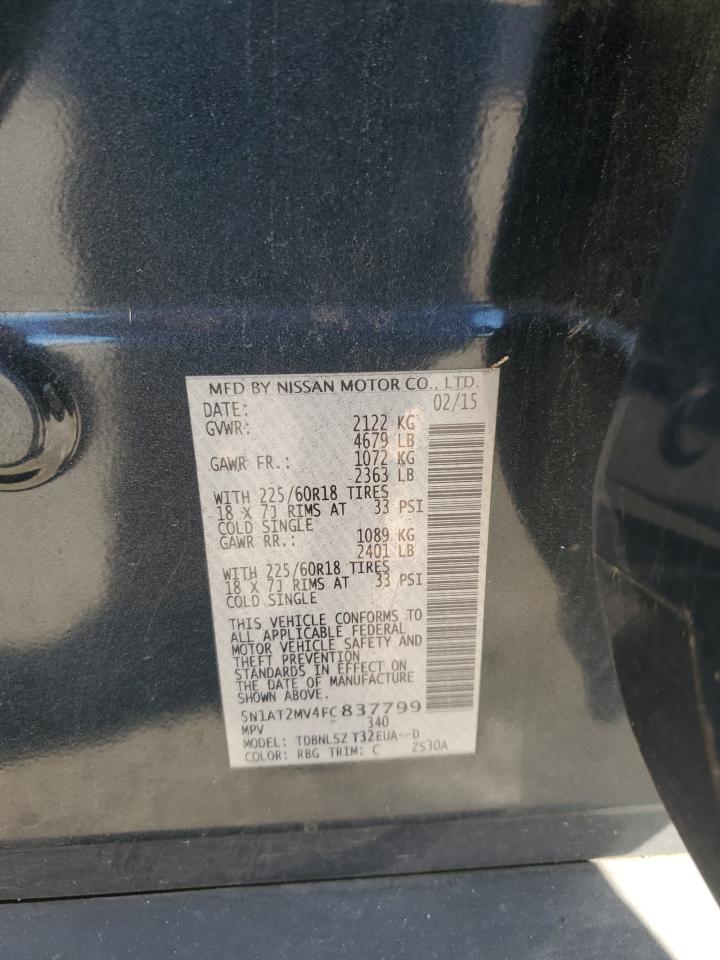 MFD BY NISSAN MOTOR CO., LTD.
DATE: 02/15
GVWR: 2122 KG
4679 LB
GAWR FR.: 1072 KG
2363 LB
WITH 225/60R18 TIRES
18 X 7J RIMS AT 33 PSI
COLD SINGLE
GAWR RR.: 1089 KG
2401 LB
WITH 225/60R18 TIRES
18 X 7J RIMS AT 33 PSI
COLD SINGLE
THIS VEHICLE CONFORMS TO
ALL APPLICABLE FEDERAL
MOTOR VEHICLE SAFETY AND
THEFT PREVENTION
STANDARDS IN EFFECT ON
THE DATE OF MANUFACTURE
SHOWN ABOVE.
5N1AT2MV4FC837799
MPV 340
MODEL: TDBNLSZ T32EUA--D
COLOR: RBG TRIM: C ZS30A